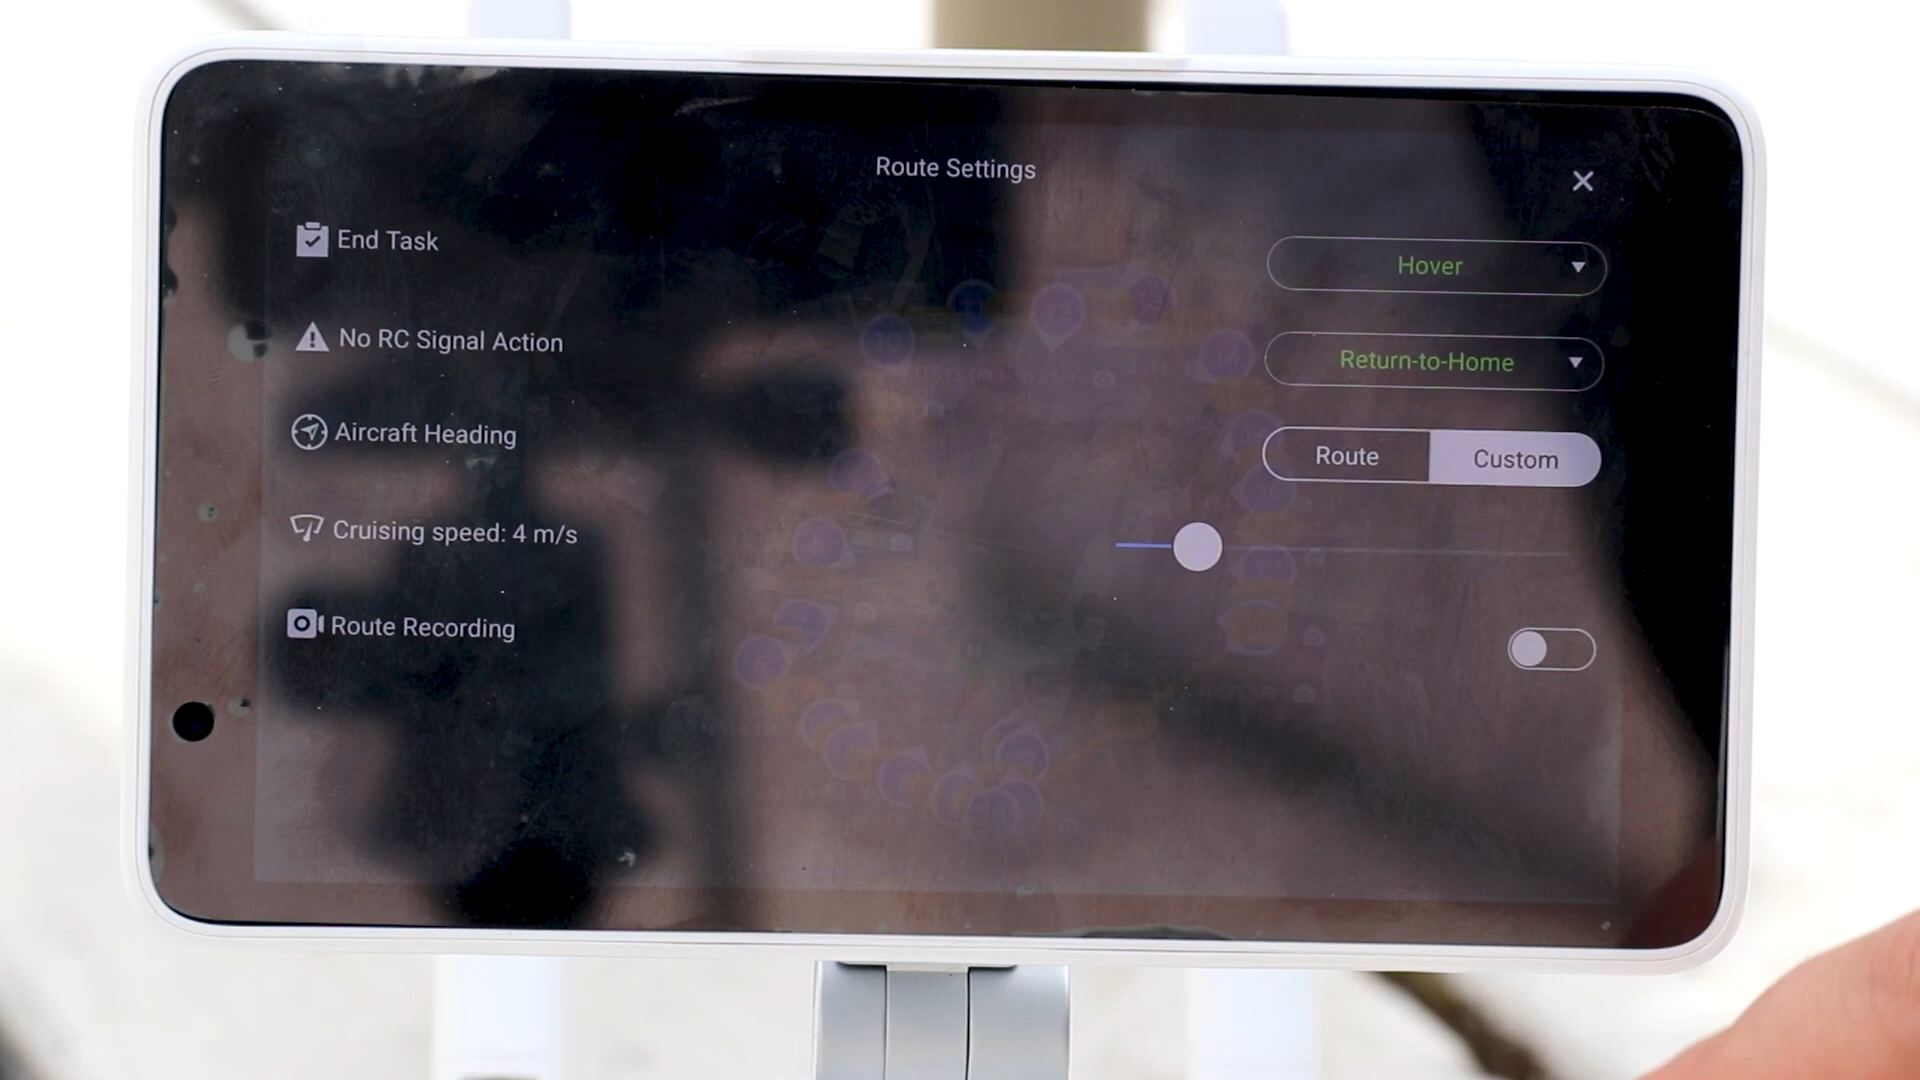 Route Settings
End Task
Hover
No RC Signal Action
Return-to-Home
Aircraft Heading
Route Custom
Cruising speed: 4 m/s
Route Recording